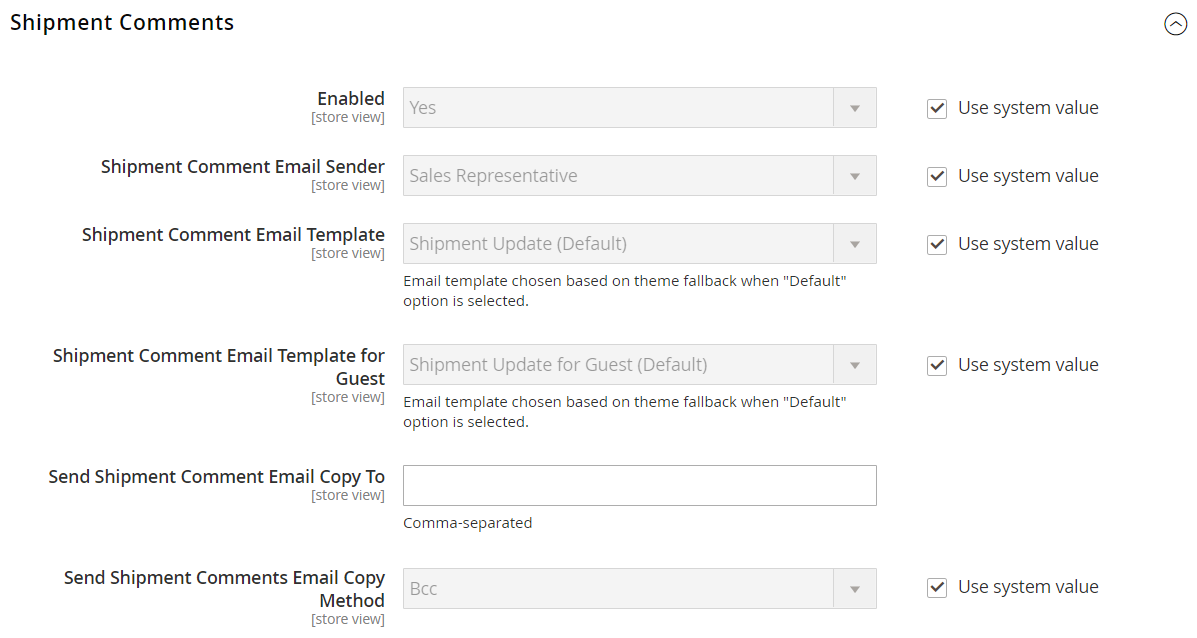 Shipment Comments
Enabled
[store view]
Yes
Use system value
Shipment Comment Email Sender
[store view]
Sales Representative
Use system value
Shipment Comment Email Template
[store view]
Shipment Update (Default)
Use system value
Email template chosen based on theme fallback when "Default"
option is selected.
Shipment Comment Email Template for
Guest
[store view]
Shipment Update for Guest (Default)
Use system value
Email template chosen based on theme fallback when "Default"
option is selected.
Send Shipment Comment Email Copy To
[store view]
Comma-separated
Send Shipment Comments Email Copy
Method
[store view]
Bcc
Use system value